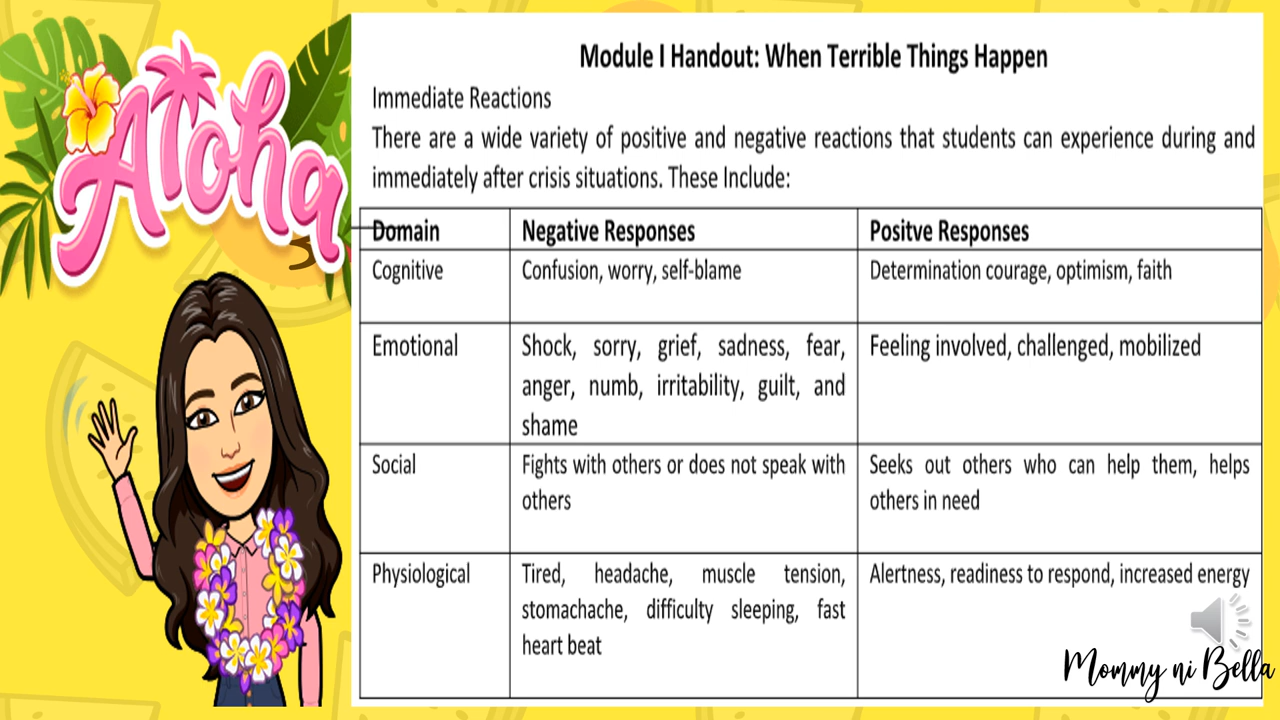 Aloha
Module I Handout: When Terrible Things Happen
Immediate Reactions
There are a wide variety of positive and negative reactions that students can experience during and
immediately after crisis situations. These Include:
Domain Negative Responses Positve Responses
Cognitive Confusion, worry, self-blame Determination courage, optimism, faith
Emotional Shock, sorry, grief, sadness, fear, Feeling involved, challenged, mobilized
anger, numb, irritability, guilt, and
shame
Social Fights with others or does not speak with Seeks out others who can help them, helps
others others in need
Physiological Tired, headache, muscle tension, Alertness, readiness to respond, increased energy
stomachache, difficulty sleeping, fast
heart beat
Mommy ni Bella